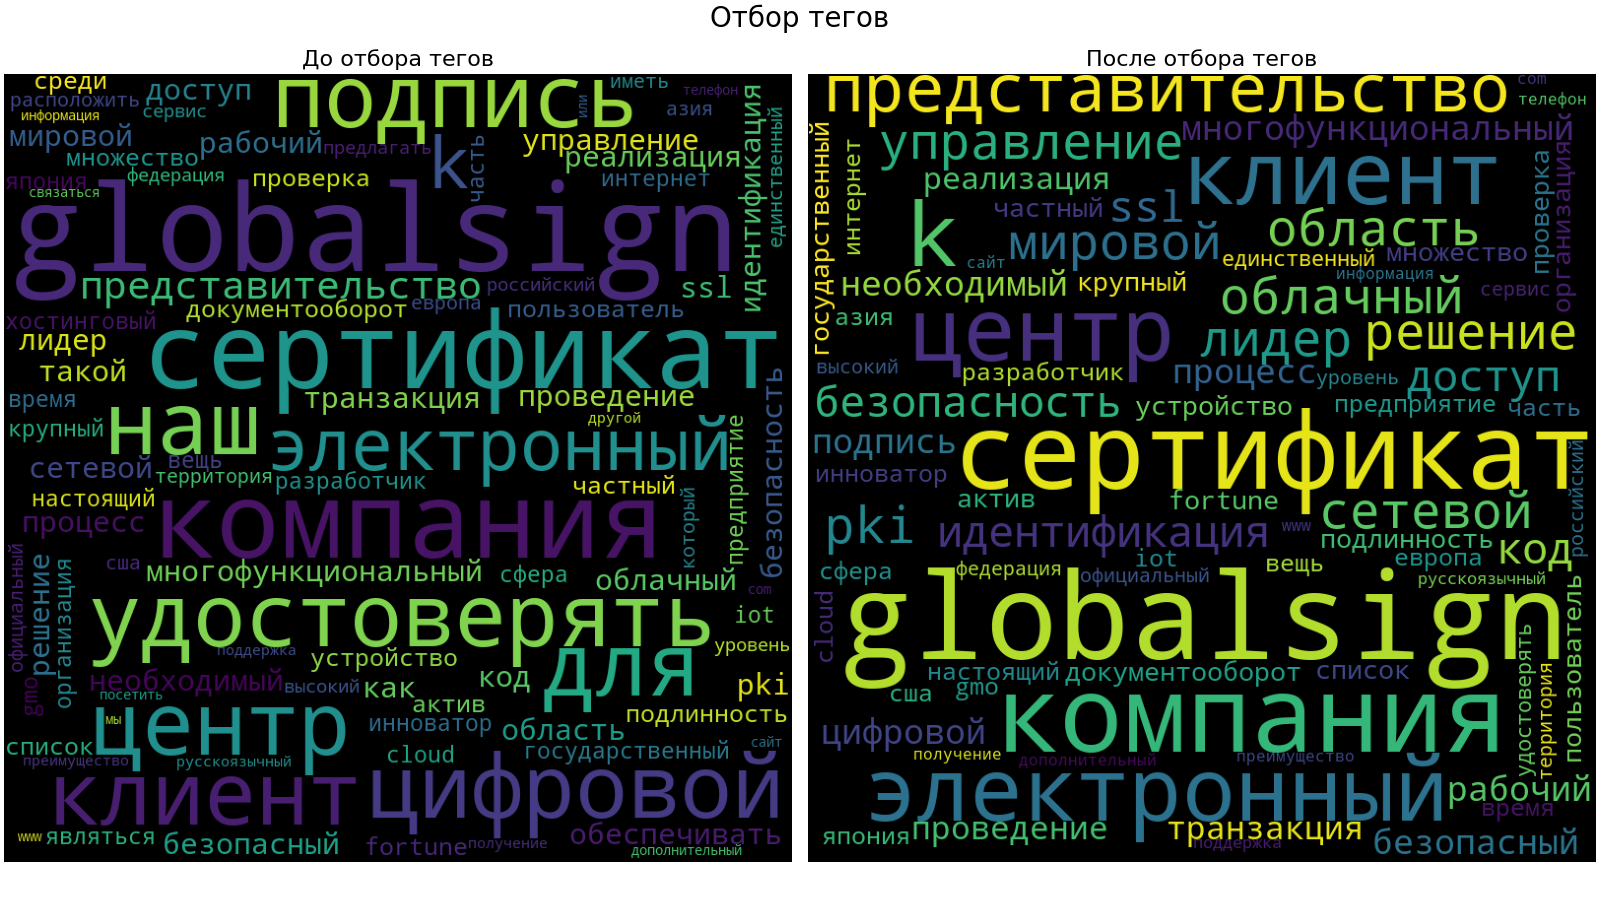 Отбор тегов
До отбора тегов
среди
расположить
информация
доступ
сервис
подпись
иметь
телефон
или
азия
мировой
множество
рабочий
предлагать
федерация
k
часть
управление
реализация
идентификация
единственный
япония
связаться
проверка
интернет
globalsign
представительство
российский
ssl
документооборот
европа
пользователь
хостинговый
лидер
сертификат
такой
время
транзакция
проведение
безопасность
крупный
наш
другой
электронный
предприятие
сетевой
вещь
территория
разработчик
частный
настоящий
процесс
компания
который
официальный
решение
организация
сша
многофункциональный
сфера
облачный
com
удостоверять
iot
поддержка
устройство
для
уровень
необходимый
высокий
как
код
gmo
посетить
актив
pki
мы
центр
инноватор
область
подлинность
список
государственный
сайт
преимущество
русскоязычный
cloud
клиент
цифровой
www
являться
безопасный
fortune
получение
обеспечивать
дополнительный
После отбора тегов
представительство
com
телефон
государственный
интернет
управление
многофункциональный
клиент
проверка
организация
реализация
k
частный
ssl
область
мировой
сайт
единственный
множество
информация
необходимый
крупный
облачный
сервис
азия
центр
лидер
решение
высокий
разработчик
процесс
уровень
доступ
безопасность
устройство
предприятие
часть
подпись
сертификат
инноватор
российский
актив
fortune
pki
идентификация
www
сетевой
подлинность
код
iot
европа
сфера
федерация
официальный
вещь
русскоязычный
cloud
globalsign
пользователь
удостоверять
территория
настоящий
документооборот
список
сша
gmo
компания
цифровой
получение
дополнительный
преимущество
электронный
рабочий
время
япония
проведение
транзакция
поддержка
безопасный